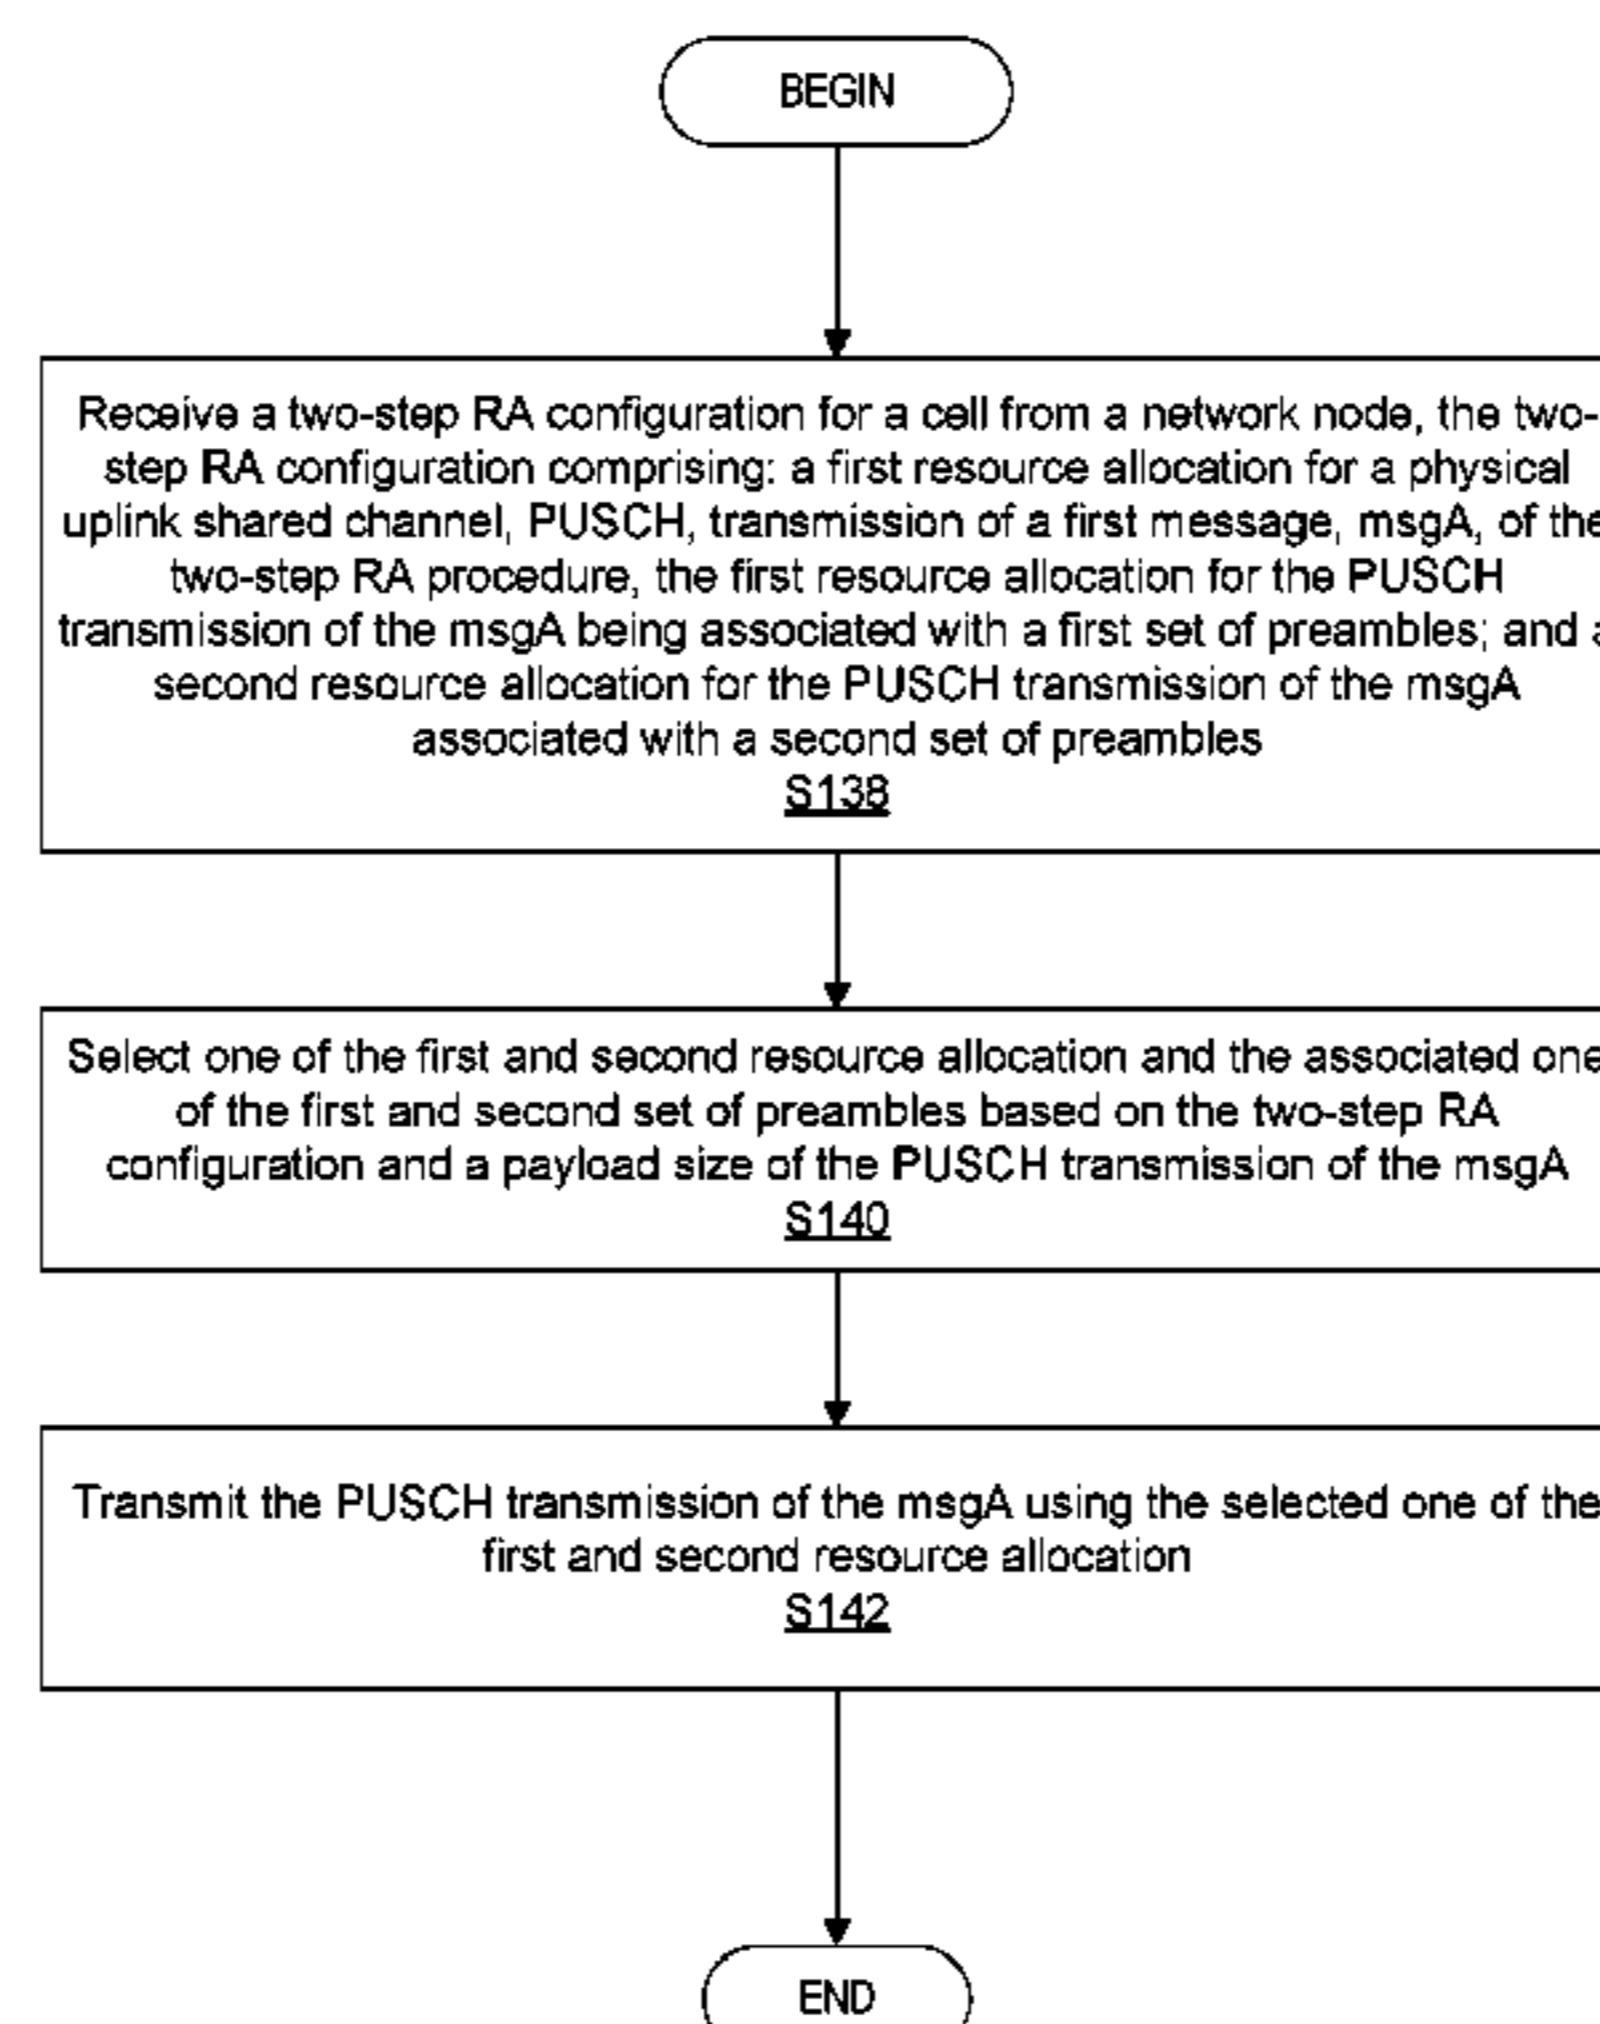 BEGIN
Receive a two-step RA configuration for a cell from a network node, the two-
step RA configuration comprising: a first resource allocation for a physical
uplink shared channel, PUSCH, transmission of a first message, msgA, of the
two-step RA procedure, the first resource allocation for the PUSCH
transmission of the msgA being associated with a first set of preambles; and a
second resource allocation for the PUSCH transmission of the msgA
associated with a second set of preambles
S138
Select one of the first and second resource allocation and the associated one
of the first and second set of preambles based on the two-step RA
configuration and a payload size of the PUSCH transmission of the msgA
S140
Transmit the PUSCH transmission of the msgA using the selected one of the
first and second resource allocation
S142
END